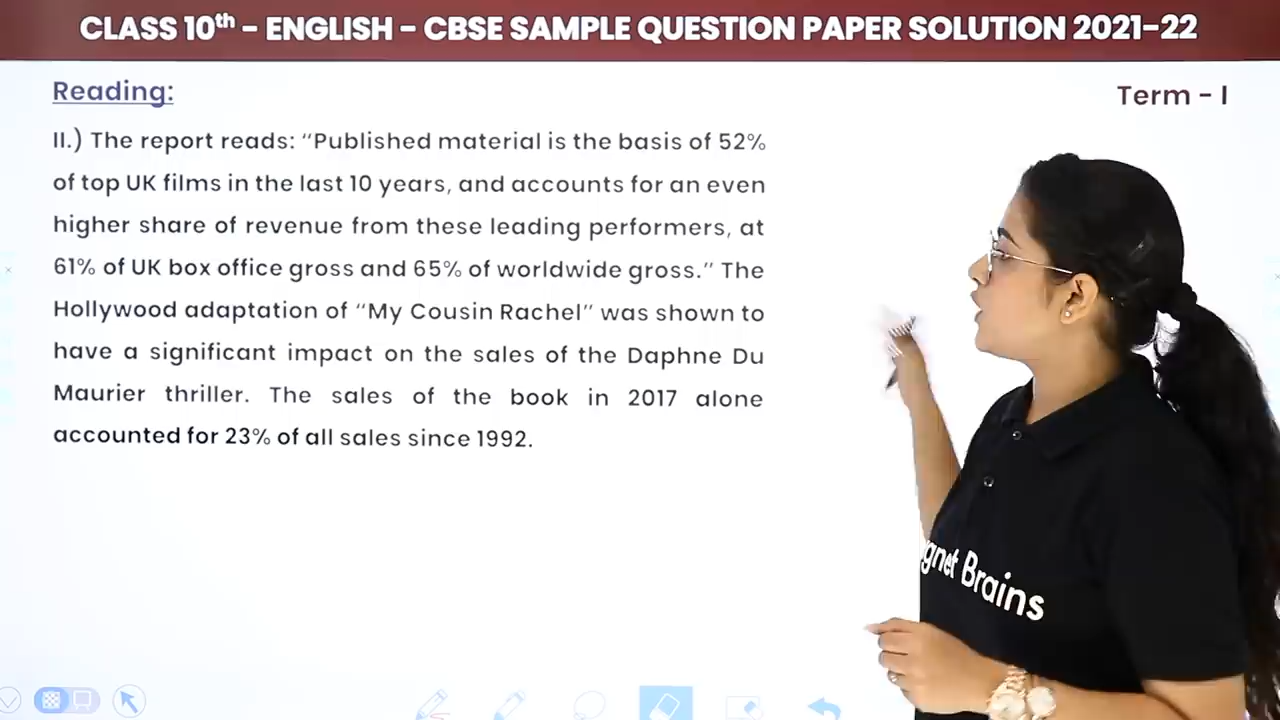 CLASS 10th - ENGLISH - CBSE SAMPLE QUESTION PAPER SOLUTION 2021-22
Reading:
Term - I
II.) The report reads: "Published material is the basis of 52%
of top UK films in the last 10 years, and accounts for an even
higher share of revenue from these leading performers, at
61% of UK box office gross and 65% of worldwide gross." The
Hollywood adaptation of "My Cousin Rachel" was shown to
have a significant impact on the sales of the Daphne Du
Maurier thriller. The sales of the book in 2017 alone
accounted for 23% of all sales since 1992.
gnet Brains